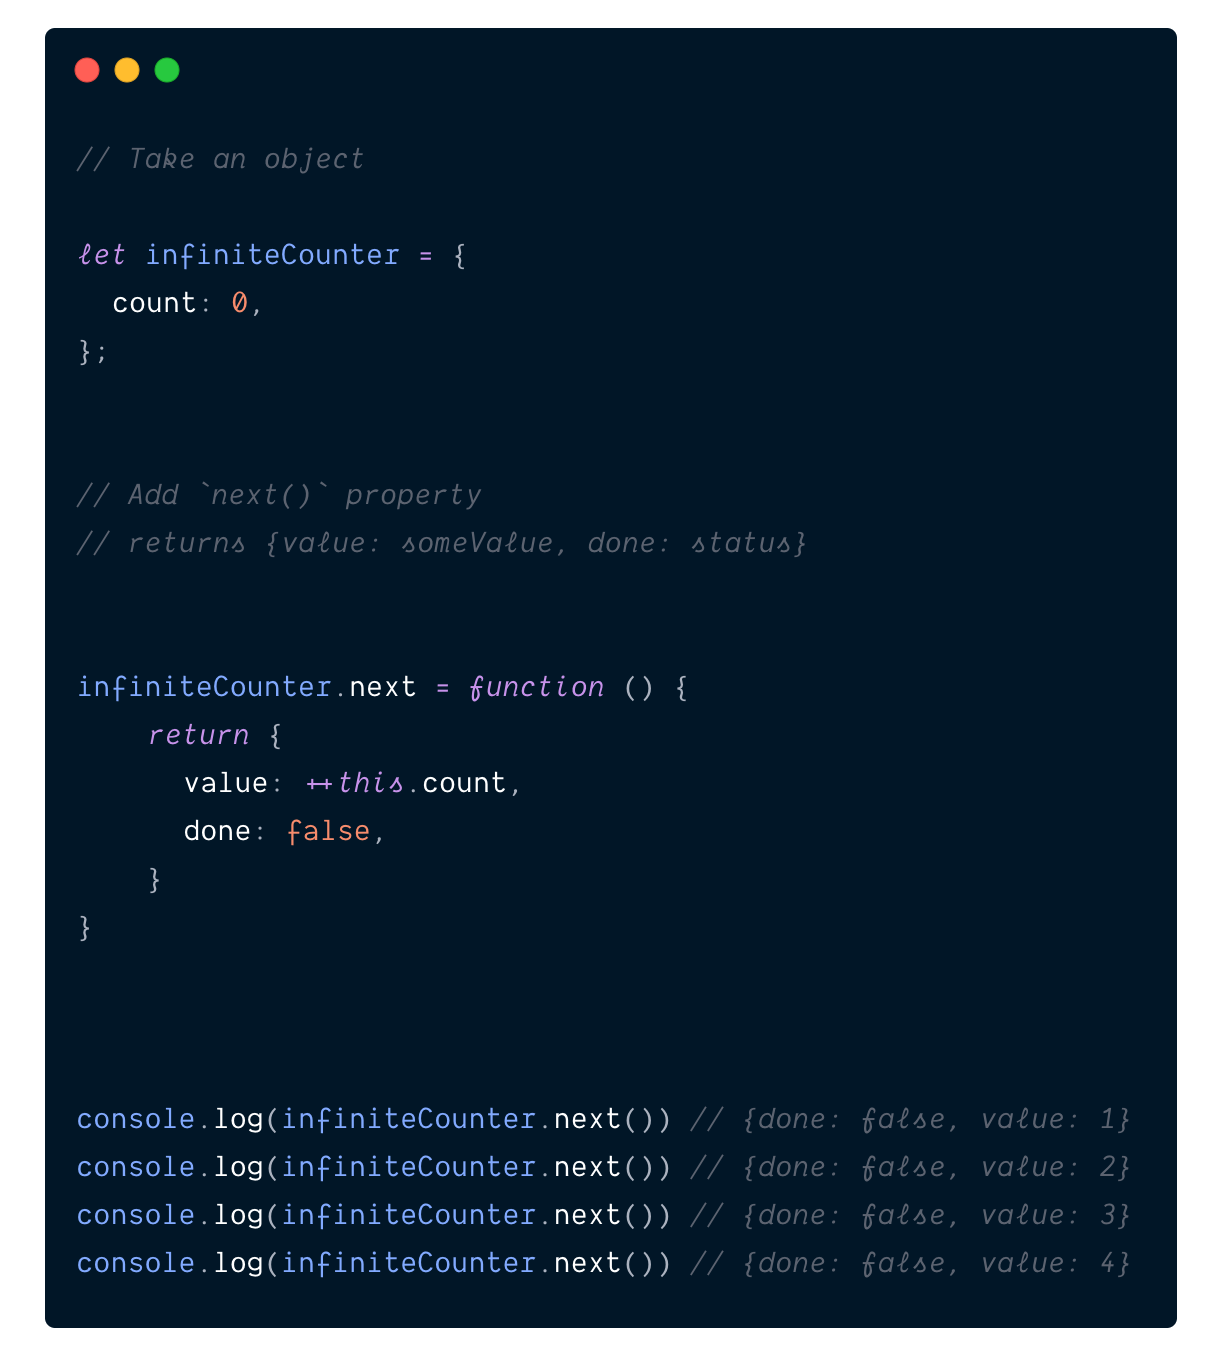 // Take an object
let infiniteCounter = {
  count: 0,
};
// Add `next()` property
// returns {value: someValue, done: status}
infiniteCounter.next = function () {
    return {
      value: ++this.count,
      done: false,
    }
}
console.log(infiniteCounter.next()) // {done: false, value: 1}
console.log(infiniteCounter.next()) // {done: false, value: 2}
console.log(infiniteCounter.next()) // {done: false, value: 3}
console.log(infiniteCounter.next()) // {done: false, value: 4}